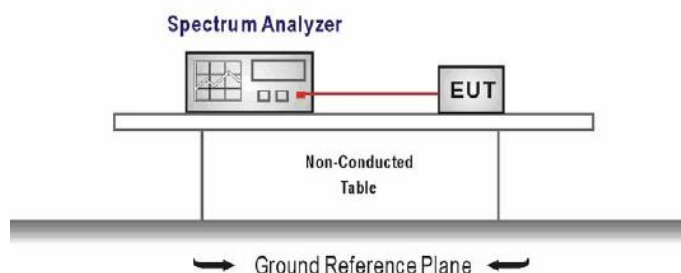 Spectrum Analyzer
EUT
Non-Conducted
Table
Ground Reference Plane